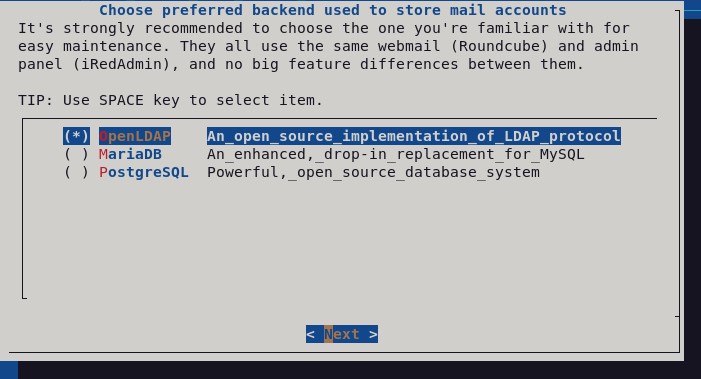 Choose preferred backend used to store mail accounts
It's strongly recommended to choose the one you're familiar with for
easy maintenance. They all use the same webmail (Roundcube) and admin
panel (iRedAdmin), and no big feature differences between them.
TIP: Use SPACE key to select item.
(*) OpenLDAP An_open_source_implementation_of_LDAP_protocol
( ) MariaDB An_enhanced,_drop-in_replacement_for_MySQL
( ) PostgreSQL Powerful,_open_source_database_system
< Next >